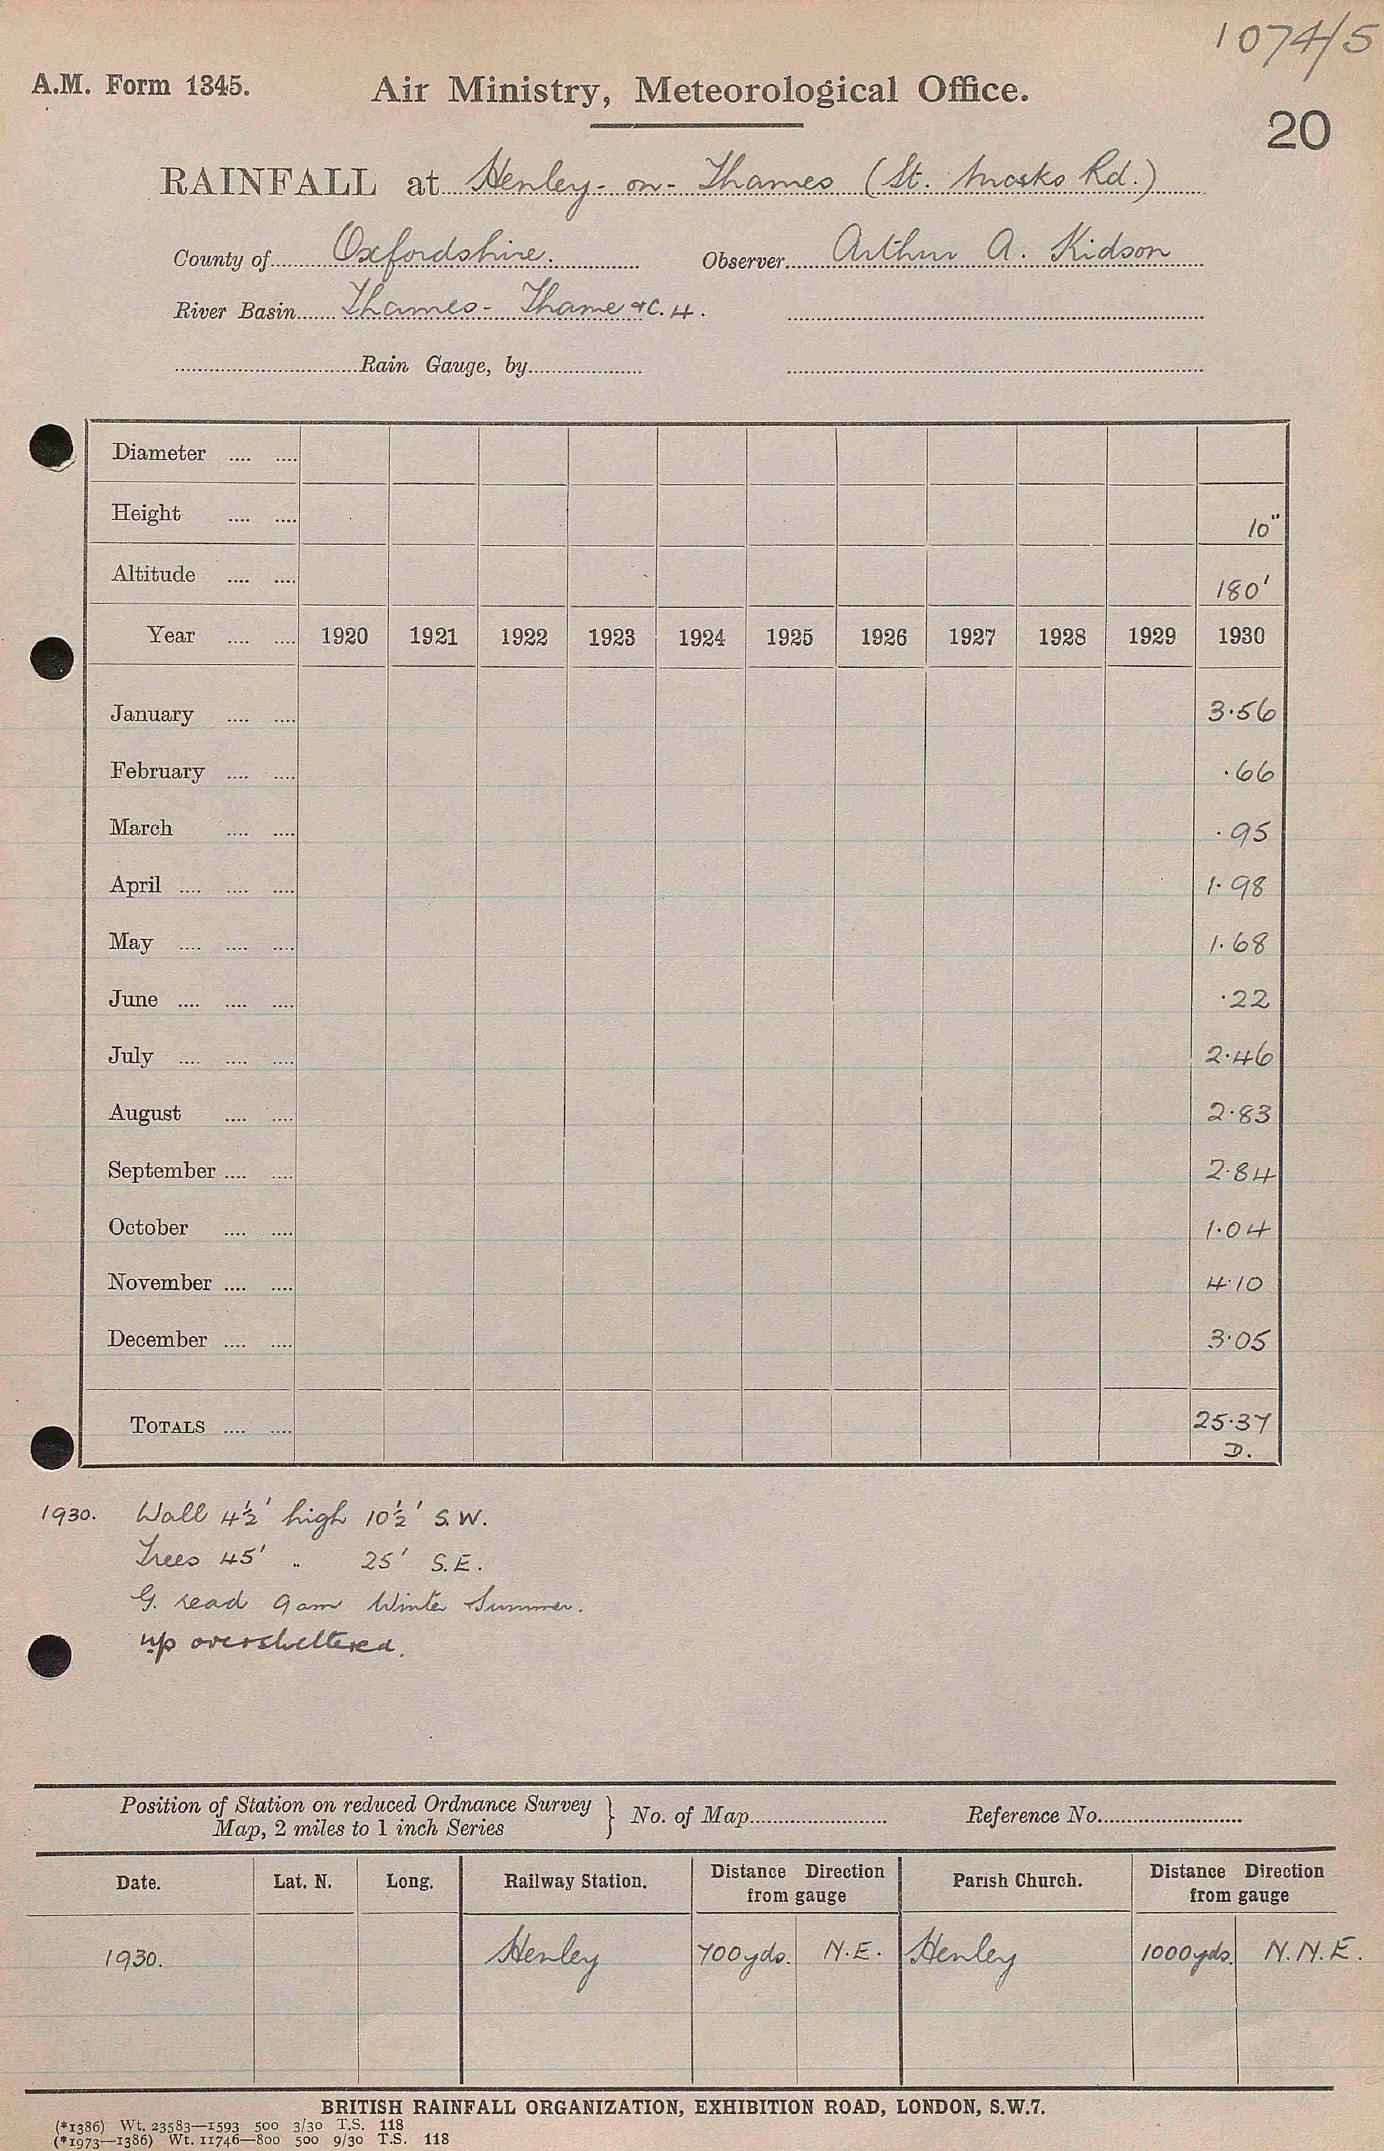 1074/5
A.M. Form 1345. Air Ministry, Meteorological Office.
20
RAINFALL at Henley-on-Thames (St. Marks Rd.)
County of Oxfordshire. Observer Arthur A. Kidson
River Basin Thames - Thame &c. 4.
Rain Gauge, by
Diameter .... ....
Height .... .... 10"
Altitude .... .... 180'
Year .... .... 1920 1921 1922 1923 1924 1925 1926 1927 1928 1929 1930
January .... .... 3.56
February .... .... .66
March .... .... .95
April .... .... .... 1.98
May .... .... .... 1.68
June .... .... .... .22
July .... .... .... 2.46
August .... .... 2.83
September .... .... 2.84
October .... .... 1.04
November .... .... 4.10
December .... .... 3.05
TOTALS .... .... 25.37
D.
1930. Wall 4½' high 10½' S.W.
Trees 45' " 25' S.E.
G. read 9am Winter Summer.
up oversheltered.
Position of Station on reduced Ordnance Survey
Map, 2 miles to 1 inch Series } No. of Map Reference No.
Date. Lat. N. Long. Railway Station. Distance Direction from gauge Parish Church. Distance Direction from gauge
1930. Henley 700yds. N.E. Henley 1000yds. N.N.E.
BRITISH RAINFALL ORGANIZATION, EXHIBITION ROAD, LONDON, S.W.7.
(*1386) Wt. 23583—1593 500 3/30 T.S. 118
(*1973—1386) Wt. 11746—800 500 9/30 T.S. 118